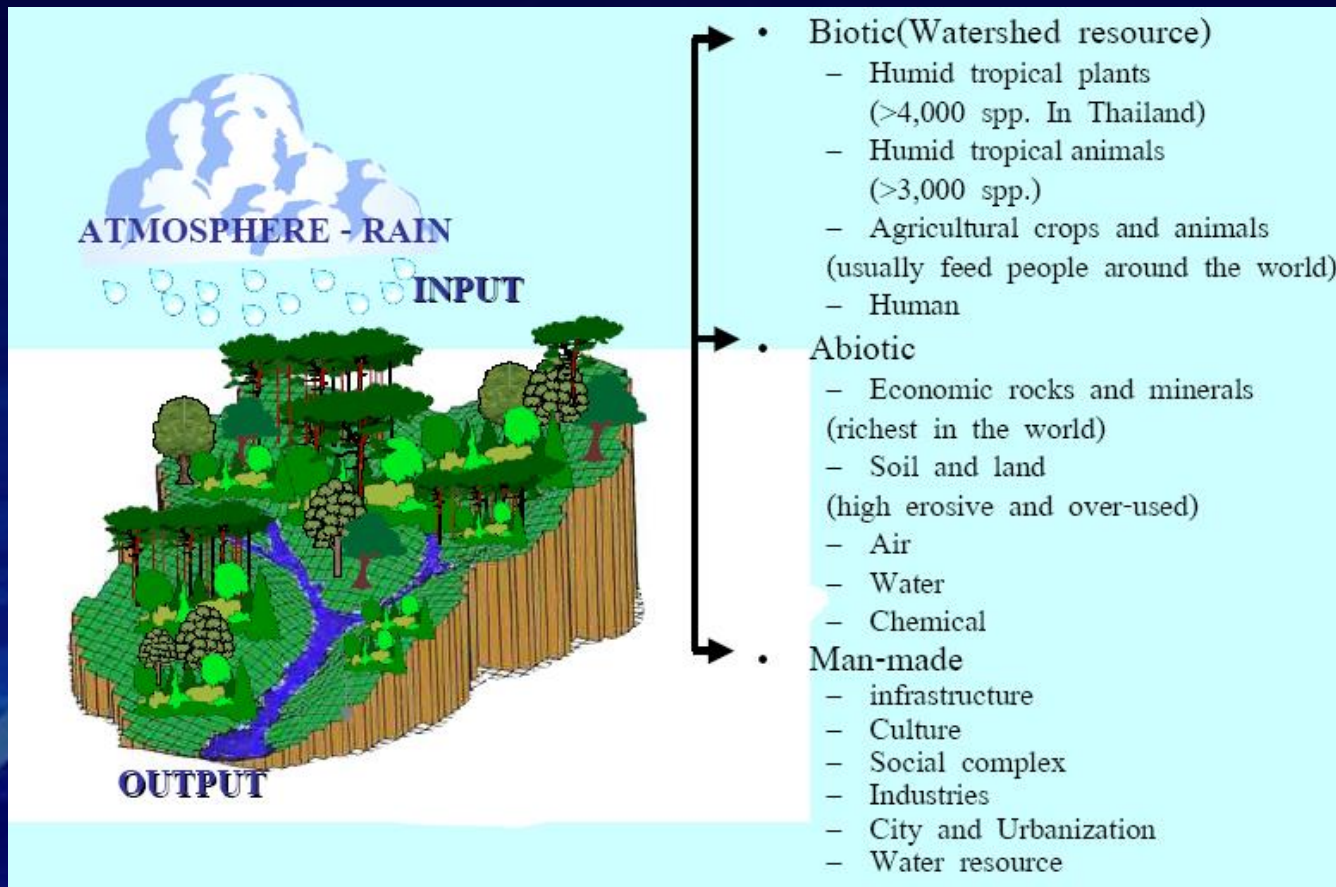 ATMOSPHERE - RAIN
INPUT
OUTPUT
• Biotic(Watershed resource)
– Humid tropical plants
(>4,000 spp. In Thailand)
– Humid tropical animals
(>3,000 spp.)
– Agricultural crops and animals
(usually feed people around the world)
– Human
• Abiotic
– Economic rocks and minerals
(richest in the world)
– Soil and land
(high erosive and over-used)
– Air
– Water
– Chemical
• Man-made
– infrastructure
– Culture
– Social complex
– Industries
– City and Urbanization
– Water resource